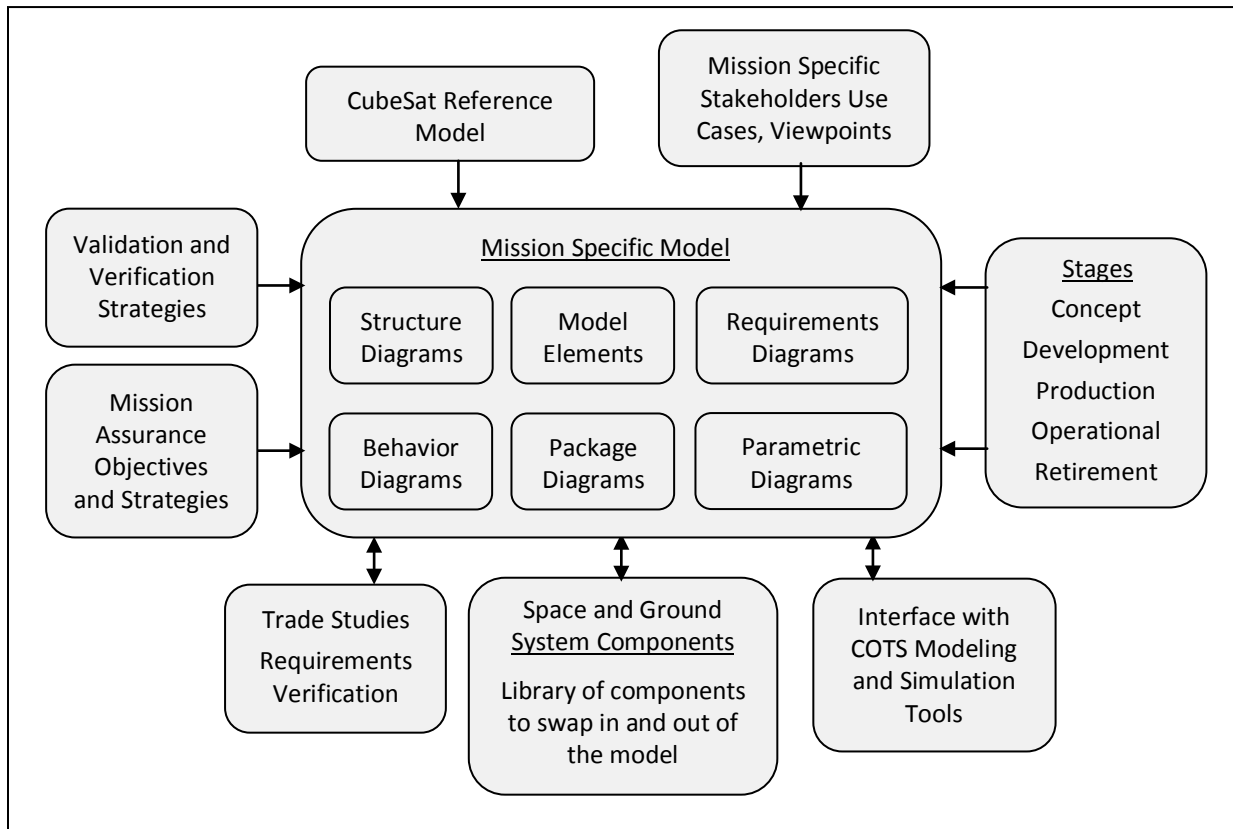 CubeSat Reference
Model
Mission Specific
Stakeholders Use
Cases, Viewpoints
Validation and
Verification
Strategies
Mission
Assurance
Objectives
and Strategies
Mission Specific Model
Structure
Diagrams
Model
Elements
Requirements
Diagrams
Behavior
Diagrams
Package
Diagrams
Parametric
Diagrams
Stages
Concept
Development
Production
Operational
Retirement
Trade Studies
Requirements
Verification
Space and Ground
System Components
Library of components
to swap in and out of
the model
Interface with
COTS Modeling
and Simulation
Tools